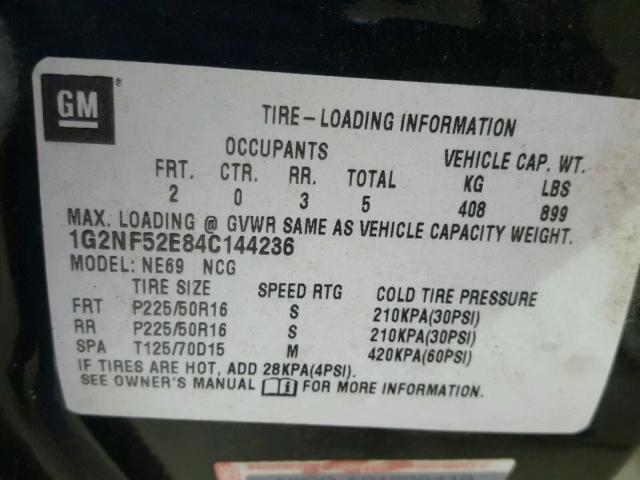 GM
TIRE-LOADING INFORMATION
OCCUPANTS VEHICLE CAP. WT.
FRT. CTR. RR. TOTAL KG LBS
2 0 3 5 408 899
MAX. LOADING @ GVWR SAME AS VEHICLE CAPACITY WEIGHT.
1G2NF52E84C144236
MODEL: NE69 NCG
TIRE SIZE SPEED RTG COLD TIRE PRESSURE
FRT P225/50R16 S 210KPA(30PSI)
RR P225/50R16 S 210KPA(30PSI)
SPA T125/70D15 M 420KPA(60PSI)
IF TIRES ARE HOT, ADD 28KPA(4PSI).
SEE OWNER'S MANUAL FOR MORE INFORMATION.